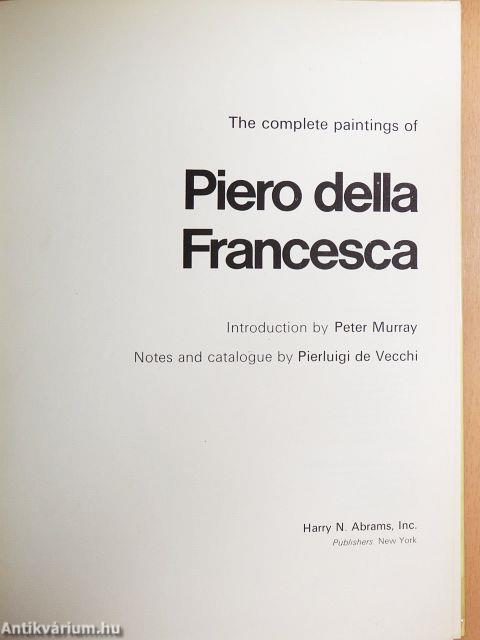 The complete paintings of
Piero della
Francesca
Introduction by Peter Murray
Notes and catalogue by Pierluigi de Vecchi
Harry N. Abrams, Inc.
Publishers. New York
Antikvárium.hu